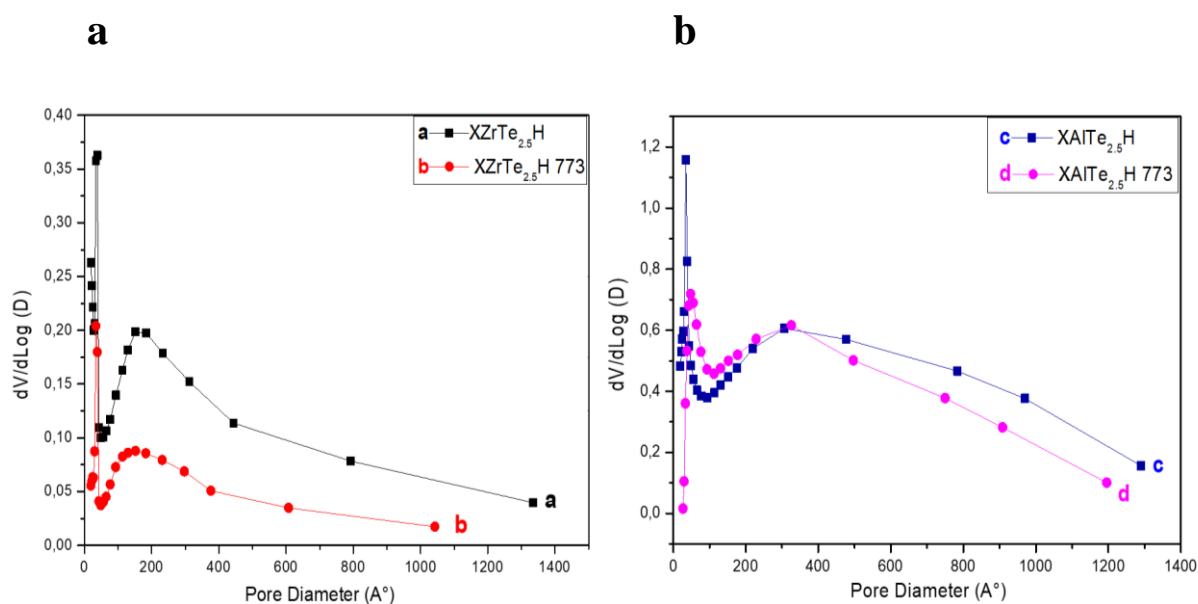 a
b
0,40
0,35
0,30
0,25
0,20
0,15
0,10
0,05
0,00
dV/dLog (D)
0 200 400 600 800 1000 1200 1400
Pore Diameter (A°)
a XZrTe2.5H
b XZrTe2.5H 773
a
b
1,2
1,0
0,8
0,6
0,4
0,2
0,0
dV/dLog (D)
0 200 400 600 800 1000 1200 1400
Pore Diameter (A°)
c XAlTe2.5H
d XAlTe2.5H 773
c
d